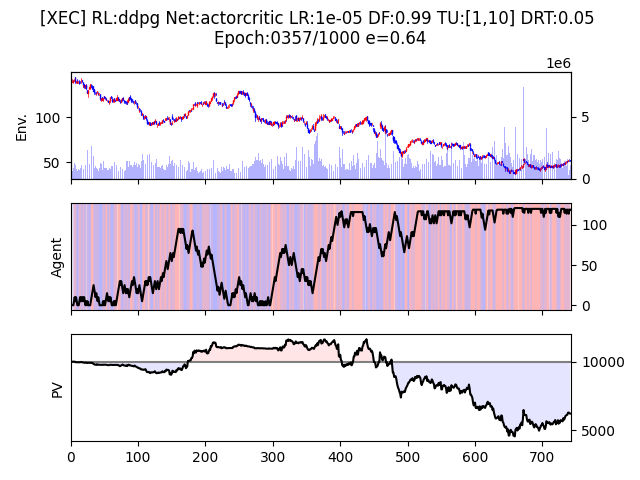 [XEC] RL:ddpg Net:actorcritic LR:1e-05 DF:0.99 TU:[1,10] DRT:0.05
Epoch:0357/1000 e=0.64
1e6
Env.
100
50
5
0
Agent
100
50
0
PV
10000
5000
0 100 200 300 400 500 600 700